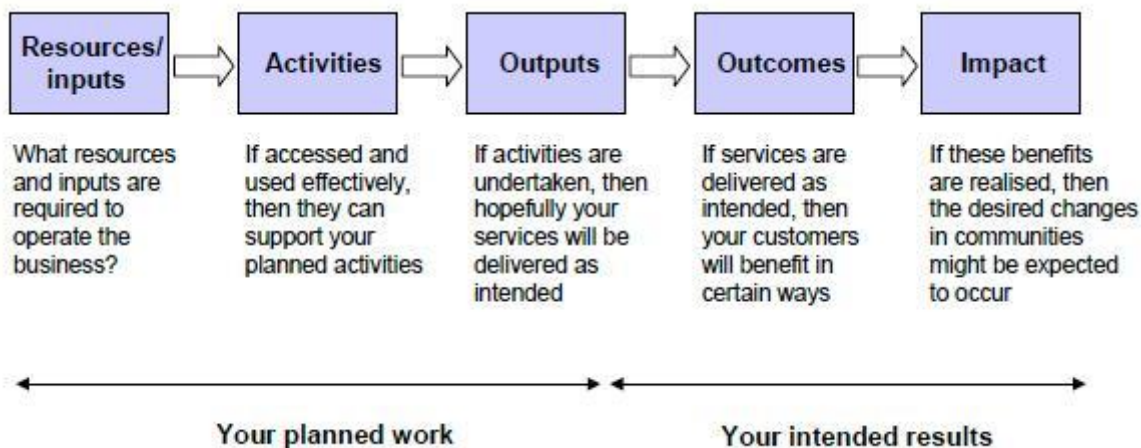 Resources/
inputs
Activities
Outputs
Outcomes
Impact
What resources
and inputs are
required to
operate the
business?
If accessed and
used effectively,
then they can
support your
planned activities
If activities are
undertaken, then
hopefully your
services will be
delivered as
intended
If services are
delivered as
intended, then
your customers
will benefit in
certain ways
If these benefits
are realised, then
the desired changes
in communities
might be expected
to occur
Your planned work
Your intended results